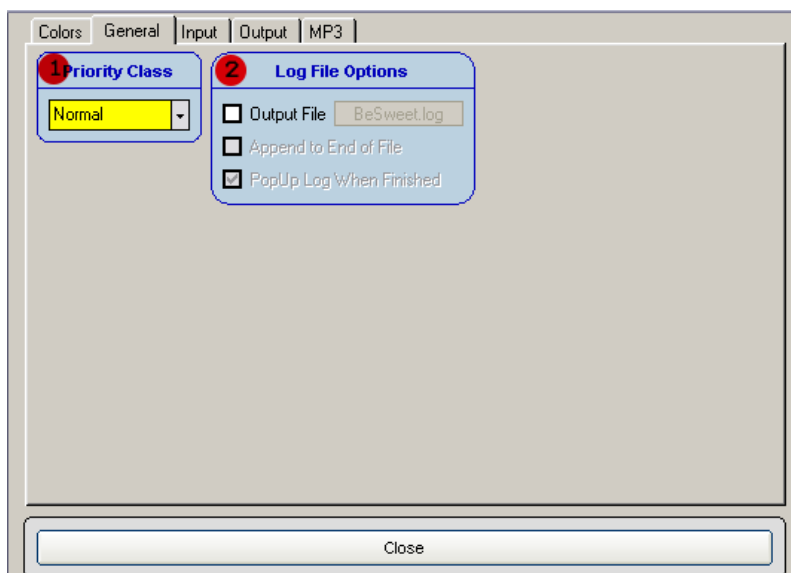 Colors General Input Output MP3
1 Priority Class
Normal
2 Log File Options
Output File BeSweet.log
Append to End of File
PopUp Log When Finished
Close